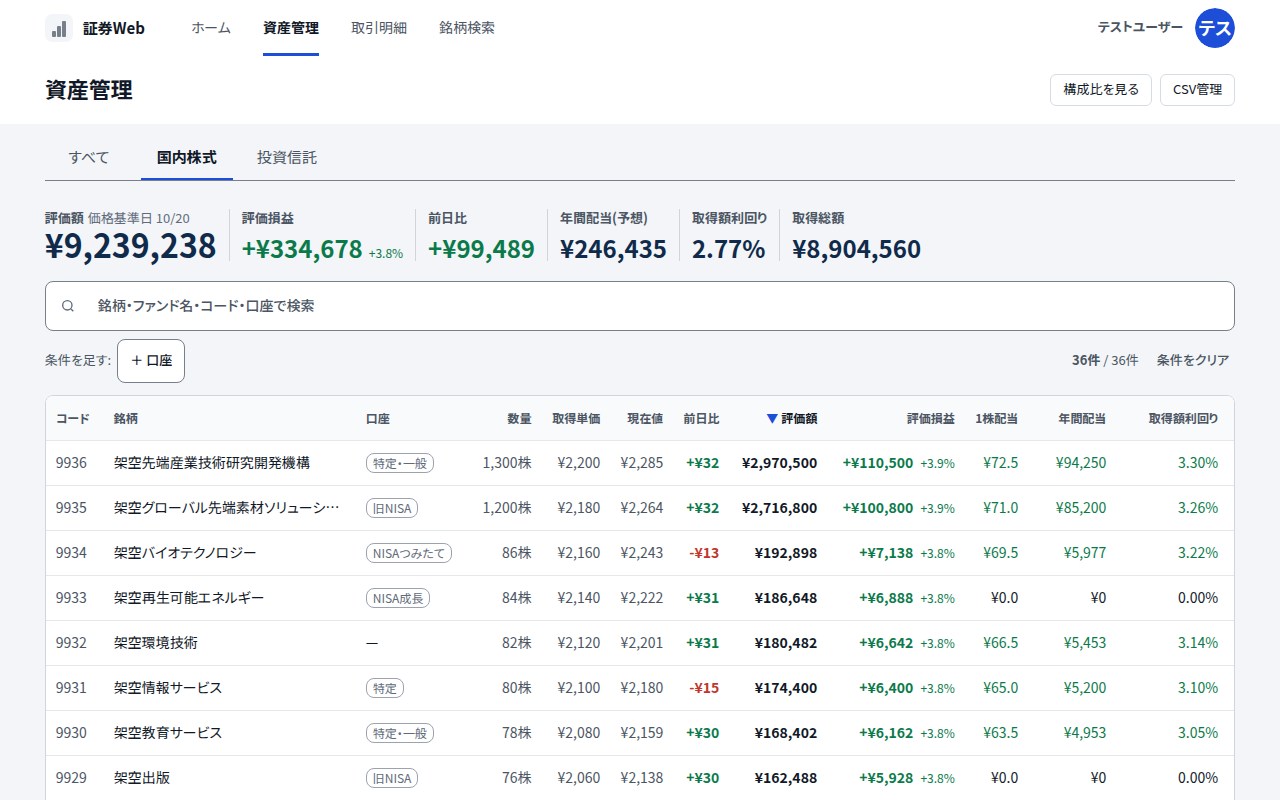 証券Web ホーム 資産管理 取引明細 銘柄検索 テストユーザー テス
資産管理 構成比を見る CSV管理
すべて 国内株式 投資信託
評価額 価格基準日 10/20 評価損益 前日比 年間配当(予想) 取得額利回り 取得総額
¥9,239,238 +¥334,678 +3.8% +¥99,489 ¥246,435 2.77% ¥8,904,560
銘柄・ファンド名・コード・口座で検索
条件を足す: ＋ 口座 36件 / 36件 条件をクリア
コード 銘柄 口座 数量 取得単価 現在値 前日比 ▼ 評価額 評価損益 1株配当 年間配当 取得額利回り
9936 架空先端産業技術研究開発機構 特定・一般 1,300株 ¥2,200 ¥2,285 +¥32 ¥2,970,500 +¥110,500 +3.9% ¥72.5 ¥94,250 3.30%
9935 架空グローバル先端素材ソリューシ… 旧NISA 1,200株 ¥2,180 ¥2,264 +¥32 ¥2,716,800 +¥100,800 +3.9% ¥71.0 ¥85,200 3.26%
9934 架空バイオテクノロジー NISAつみたて 86株 ¥2,160 ¥2,243 -¥13 ¥192,898 +¥7,138 +3.8% ¥69.5 ¥5,977 3.22%
9933 架空再生可能エネルギー NISA成長 84株 ¥2,140 ¥2,222 +¥31 ¥186,648 +¥6,888 +3.8% ¥0.0 ¥0 0.00%
9932 架空環境技術 — 82株 ¥2,120 ¥2,201 +¥31 ¥180,482 +¥6,642 +3.8% ¥66.5 ¥5,453 3.14%
9931 架空情報サービス 特定 80株 ¥2,100 ¥2,180 -¥15 ¥174,400 +¥6,400 +3.8% ¥65.0 ¥5,200 3.10%
9930 架空教育サービス 特定・一般 78株 ¥2,080 ¥2,159 +¥30 ¥168,402 +¥6,162 +3.8% ¥63.5 ¥4,953 3.05%
9929 架空出版 旧NISA 76株 ¥2,060 ¥2,138 +¥30 ¥162,488 +¥5,928 +3.8% ¥0.0 ¥0 0.00%